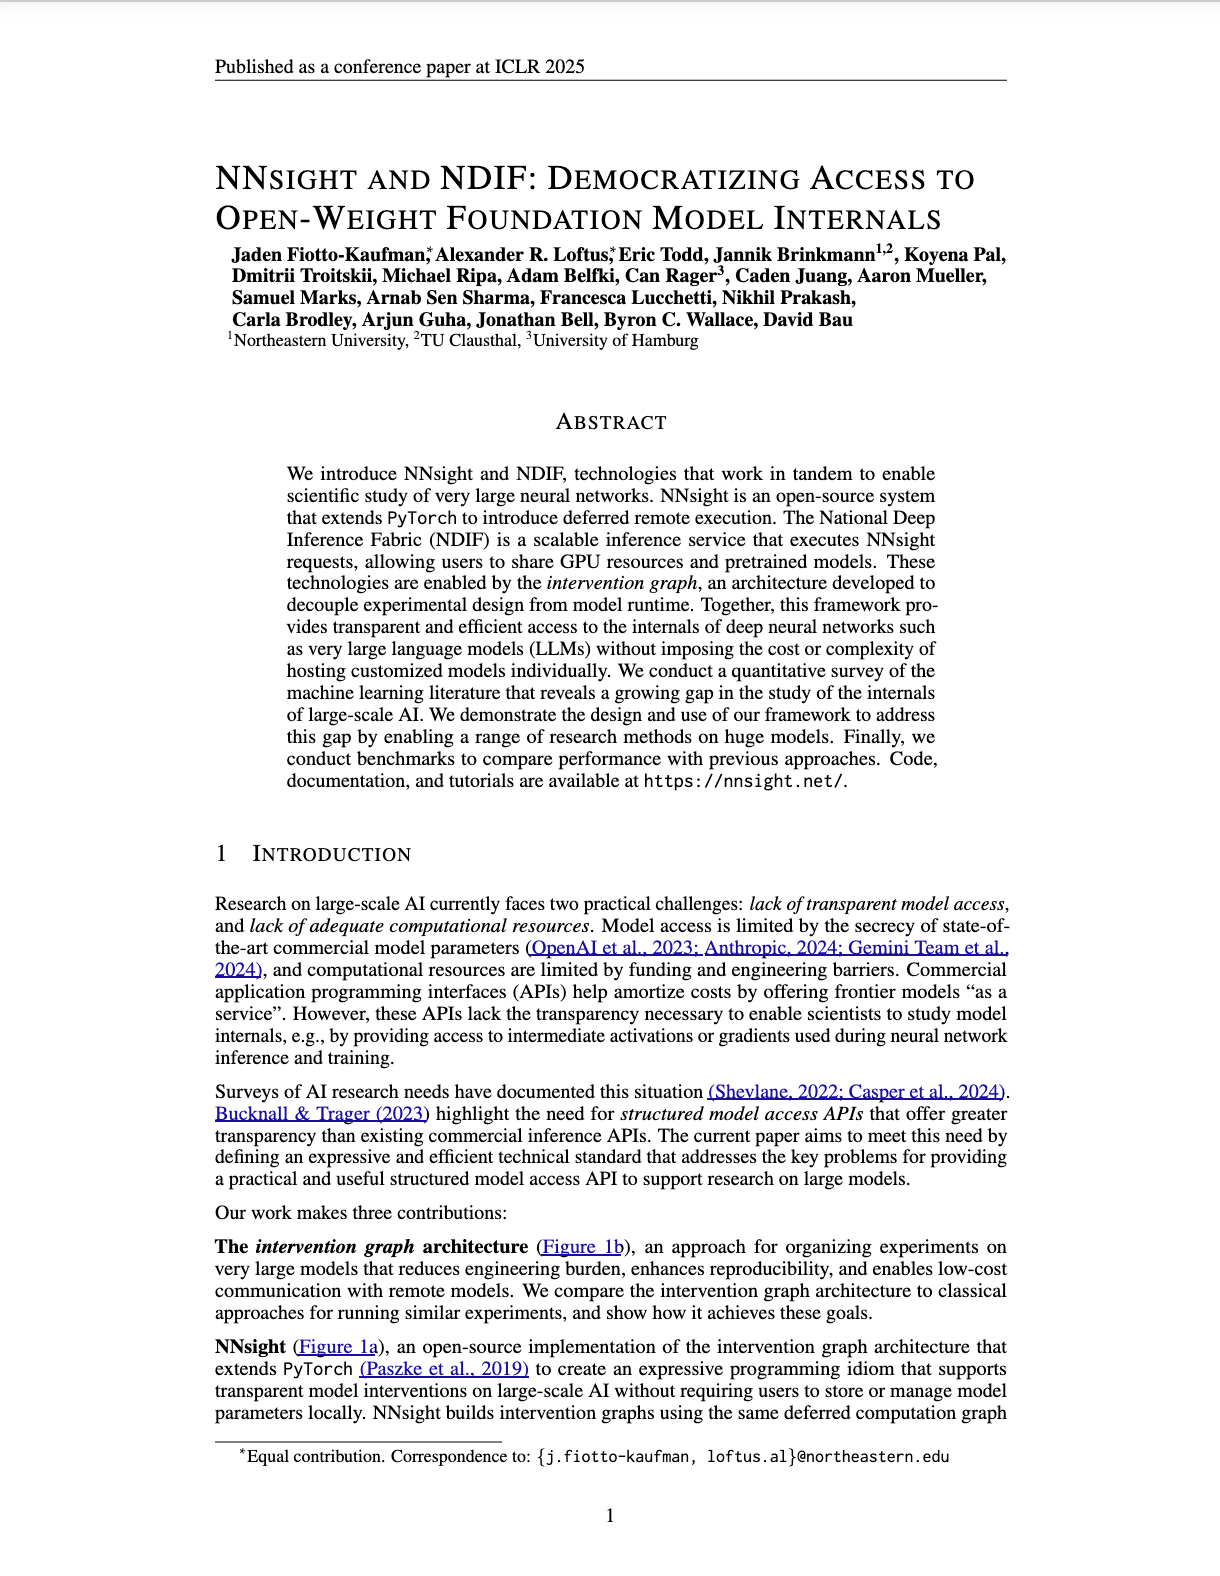 Published as a conference paper at ICLR 2025
NNSIGHT AND NDIF: DEMOCRATIZING ACCESS TO
OPEN-WEIGHT FOUNDATION MODEL INTERNALS
Jaden Fiotto-Kaufman,* Alexander R. Loftus,* Eric Todd, Jannik Brinkmann1,2, Koyena Pal,
Dmitrii Troitskii, Michael Ripa, Adam Belfki, Can Rager3, Caden Juang, Aaron Mueller,
Samuel Marks, Arnab Sen Sharma, Francesca Lucchetti, Nikhil Prakash,
Carla Brodley, Arjun Guha, Jonathan Bell, Byron C. Wallace, David Bau
1Northeastern University, 2TU Clausthal, 3University of Hamburg
ABSTRACT
We introduce NNsight and NDIF, technologies that work in tandem to enable
scientific study of very large neural networks. NNsight is an open-source system
that extends PyTorch to introduce deferred remote execution. The National Deep
Inference Fabric (NDIF) is a scalable inference service that executes NNsight
requests, allowing users to share GPU resources and pretrained models. These
technologies are enabled by the intervention graph, an architecture developed to
decouple experimental design from model runtime. Together, this framework pro-
vides transparent and efficient access to the internals of deep neural networks such
as very large language models (LLMs) without imposing the cost or complexity of
hosting customized models individually. We conduct a quantitative survey of the
machine learning literature that reveals a growing gap in the study of the internals
of large-scale AI. We demonstrate the design and use of our framework to address
this gap by enabling a range of research methods on huge models. Finally, we
conduct benchmarks to compare performance with previous approaches. Code,
documentation, and tutorials are available at https://nnsight.net/.
1 INTRODUCTION
Research on large-scale AI currently faces two practical challenges: lack of transparent model access,
and lack of adequate computational resources. Model access is limited by the secrecy of state-of-
the-art commercial model parameters (OpenAI et al., 2023; Anthropic, 2024; Gemini Team et al.,
2024), and computational resources are limited by funding and engineering barriers. Commercial
application programming interfaces (APIs) help amortize costs by offering frontier models “as a
service”. However, these APIs lack the transparency necessary to enable scientists to study model
internals, e.g., by providing access to intermediate activations or gradients used during neural network
inference and training.
Surveys of AI research needs have documented this situation (Shevlane, 2022; Casper et al., 2024).
Bucknall & Trager (2023) highlight the need for structured model access APIs that offer greater
transparency than existing commercial inference APIs. The current paper aims to meet this need by
defining an expressive and efficient technical standard that addresses the key problems for providing
a practical and useful structured model access API to support research on large models.
Our work makes three contributions:
The intervention graph architecture (Figure 1b), an approach for organizing experiments on
very large models that reduces engineering burden, enhances reproducibility, and enables low-cost
communication with remote models. We compare the intervention graph architecture to classical
approaches for running similar experiments, and show how it achieves these goals.
NNsight (Figure 1a), an open-source implementation of the intervention graph architecture that
extends PyTorch (Paszke et al., 2019) to create an expressive programming idiom that supports
transparent model interventions on large-scale AI without requiring users to store or manage model
parameters locally. NNsight builds intervention graphs using the same deferred computation graph
*Equal contribution. Correspondence to: {j.fiotto-kaufman, loftus.al}@northeastern.edu
1